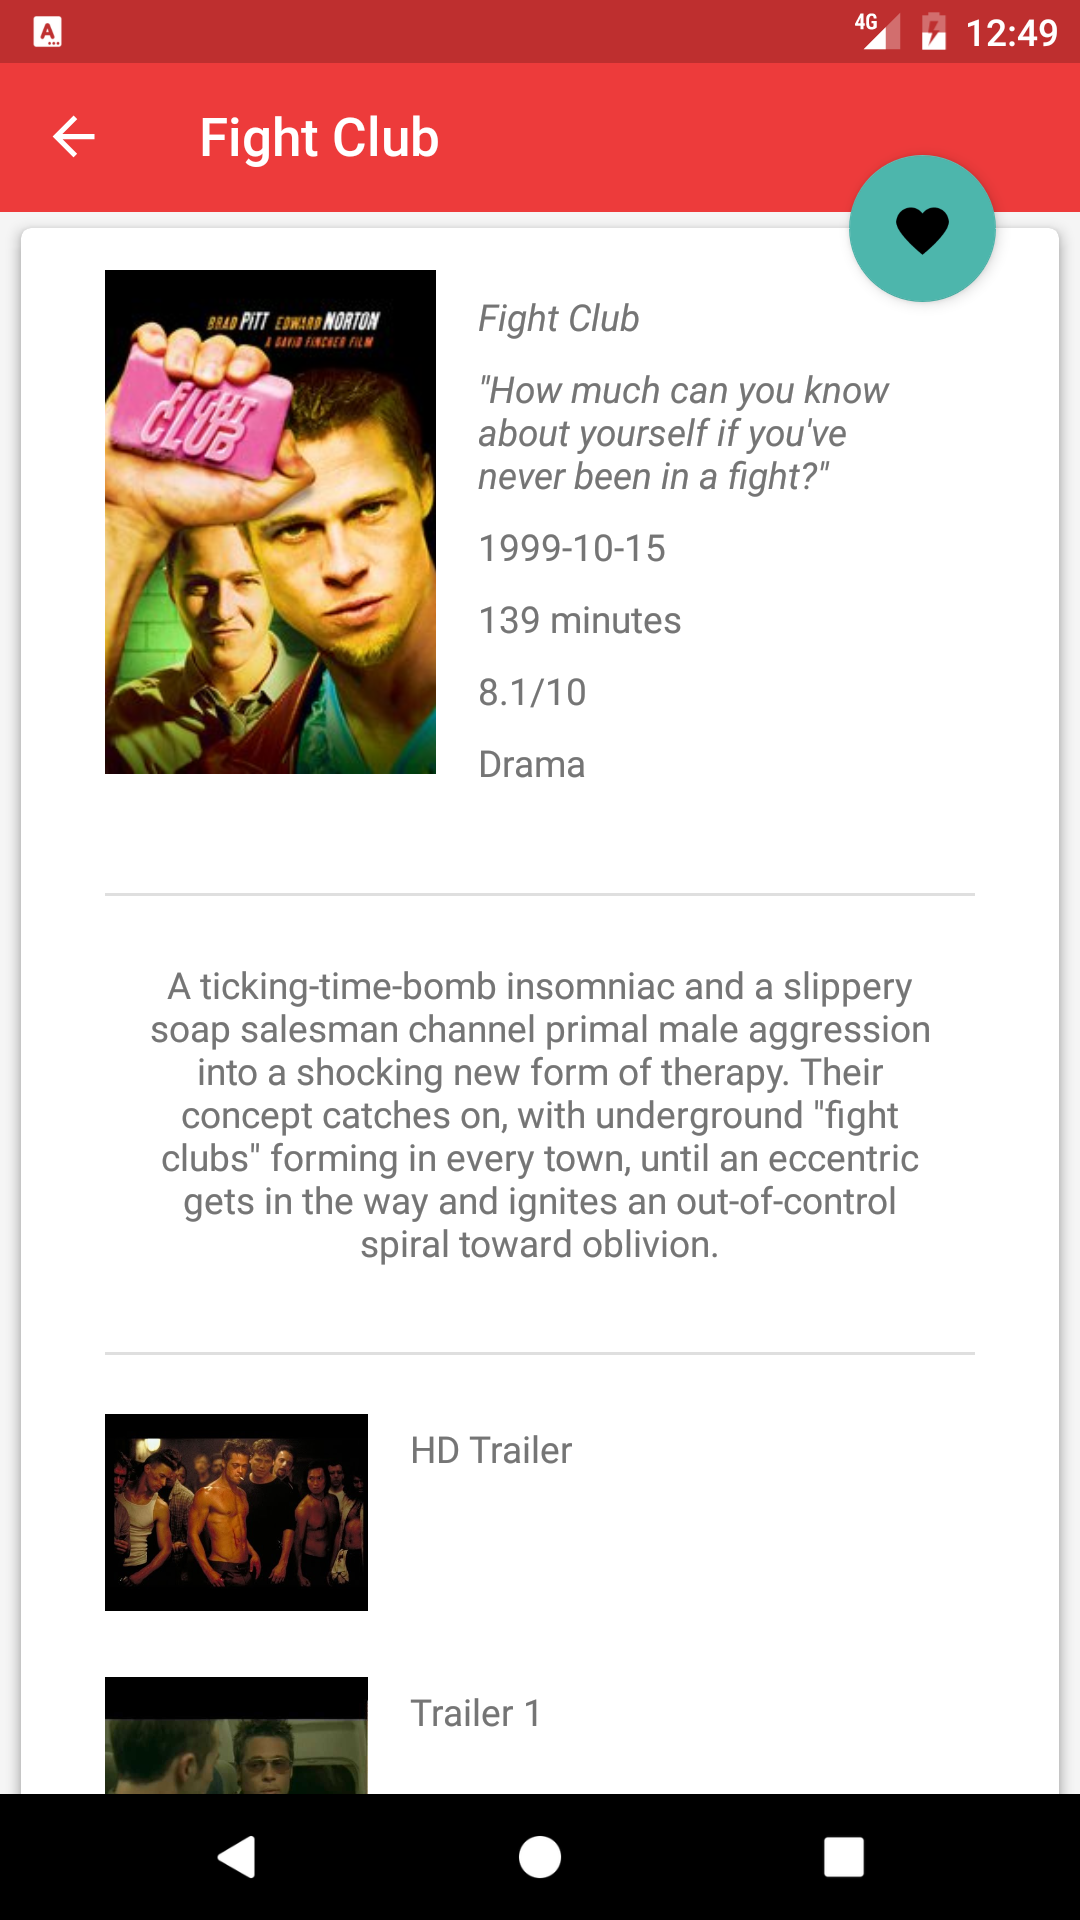 A
4G
12:49
Fight Club
BRAD PITT EDWARD NORTON
A DAVID FINCHER FILM
FIGHT
CLUB
Fight Club
"How much can you know
about yourself if you've
never been in a fight?"
1999-10-15
139 minutes
8.1/10
Drama
A ticking-time-bomb insomniac and a slippery
soap salesman channel primal male aggression
into a shocking new form of therapy. Their
concept catches on, with underground "fight
clubs" forming in every town, until an eccentric
gets in the way and ignites an out-of-control
spiral toward oblivion.
HD Trailer
Trailer 1